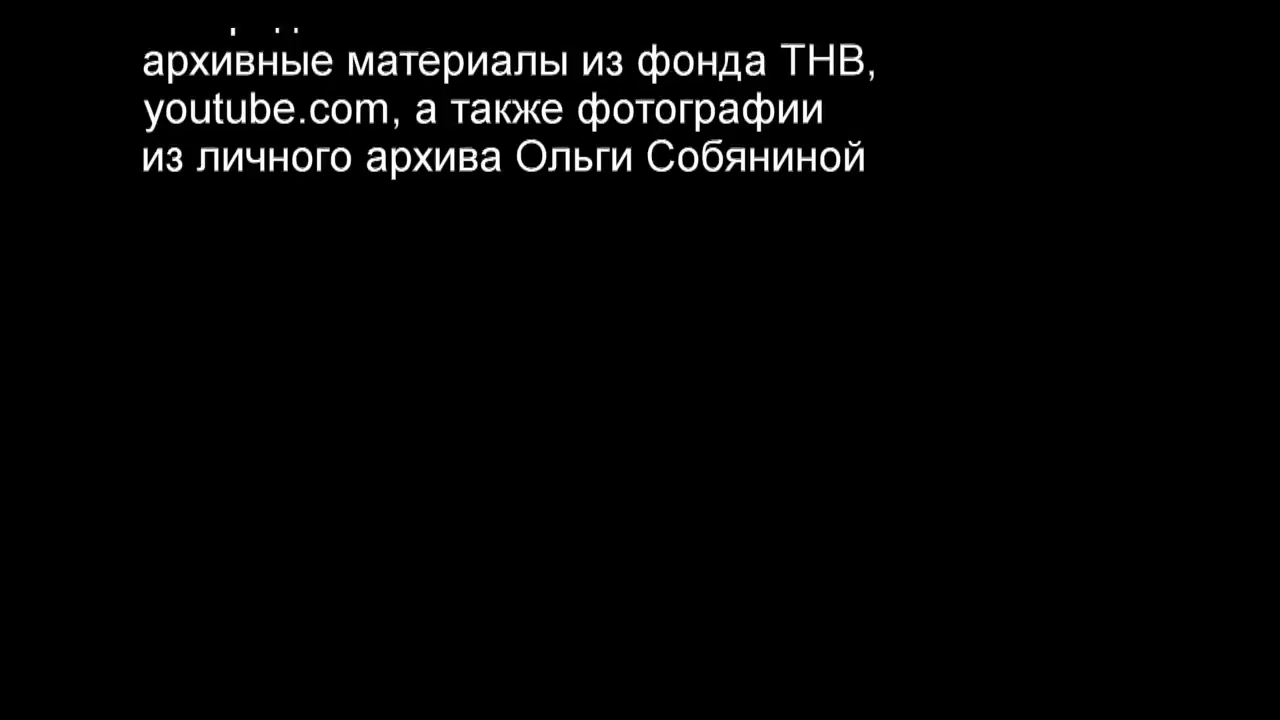 архивные материалы из фонда ТНВ,
youtube.com, а также фотографии
из личного архива Ольги Собяниной